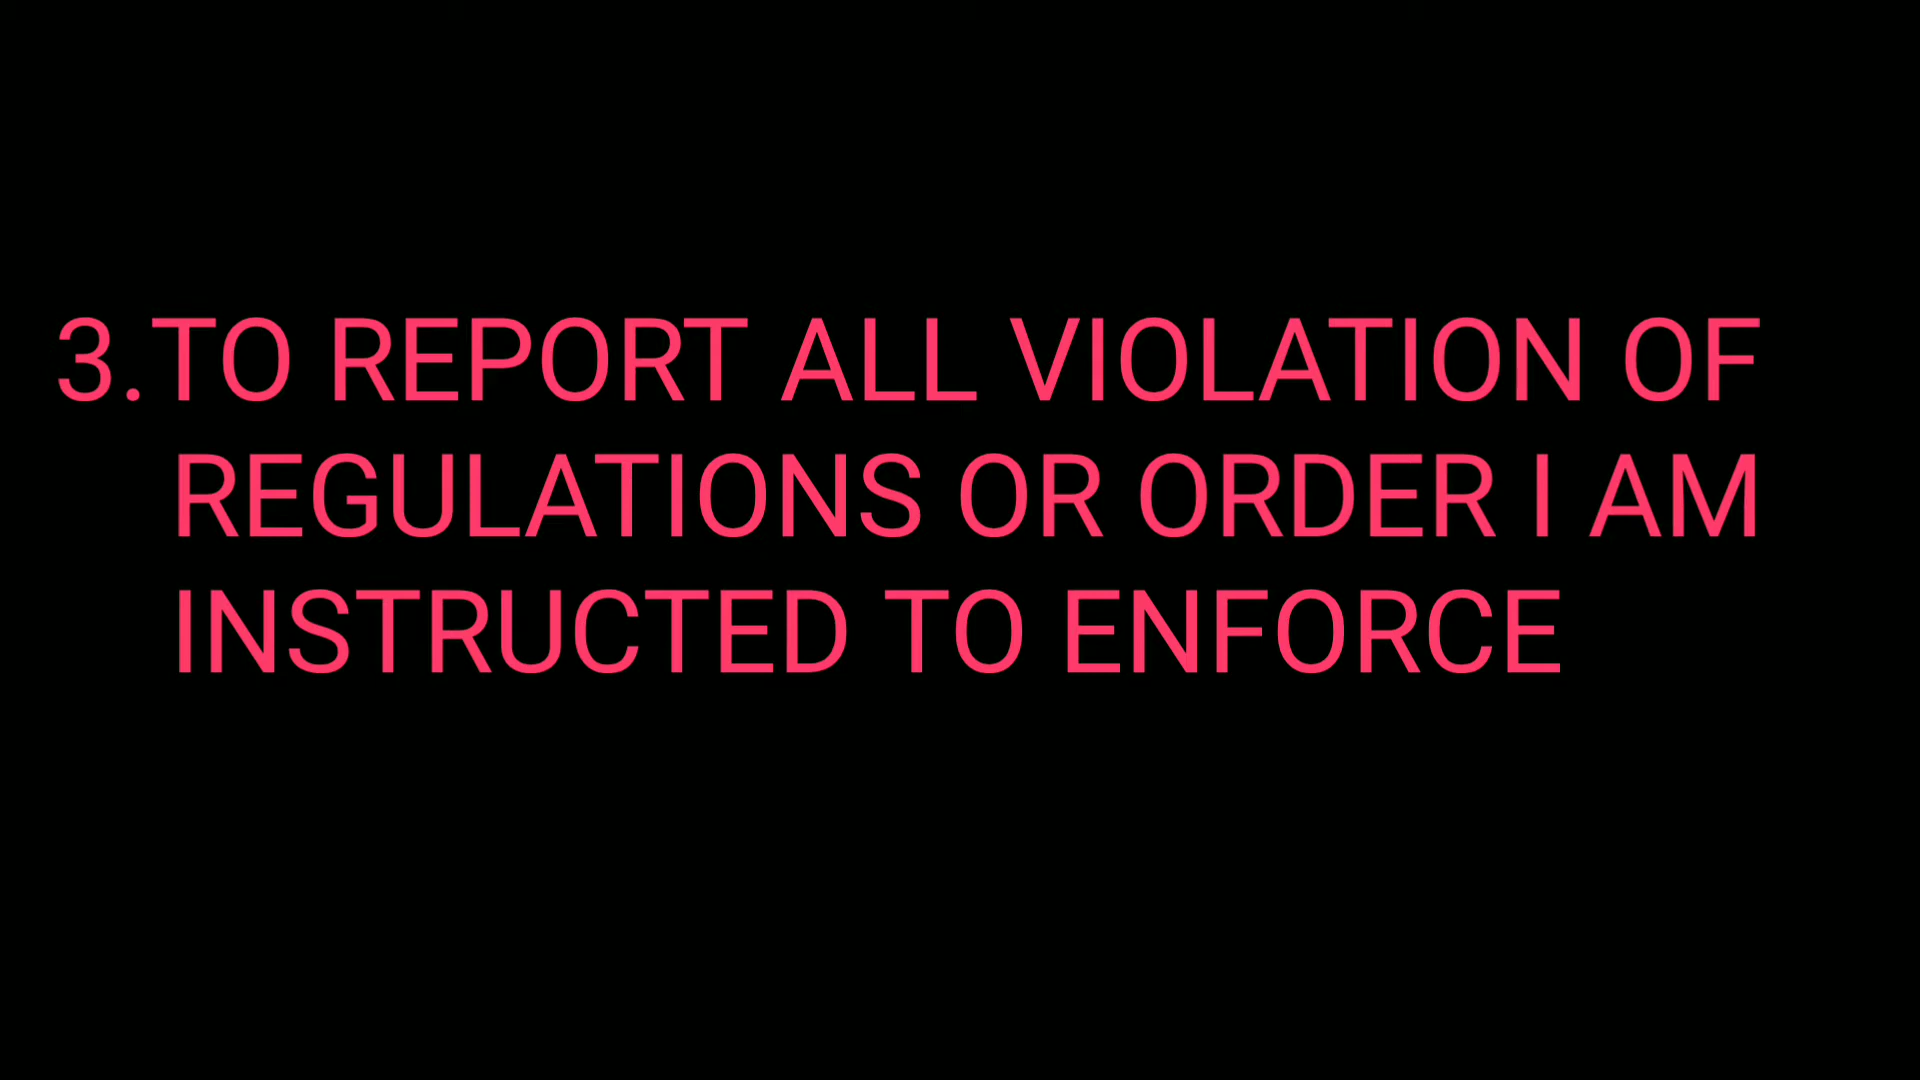 3.TO REPORT ALL VIOLATION OF
REGULATIONS OR ORDER I AM
INSTRUCTED TO ENFORCE